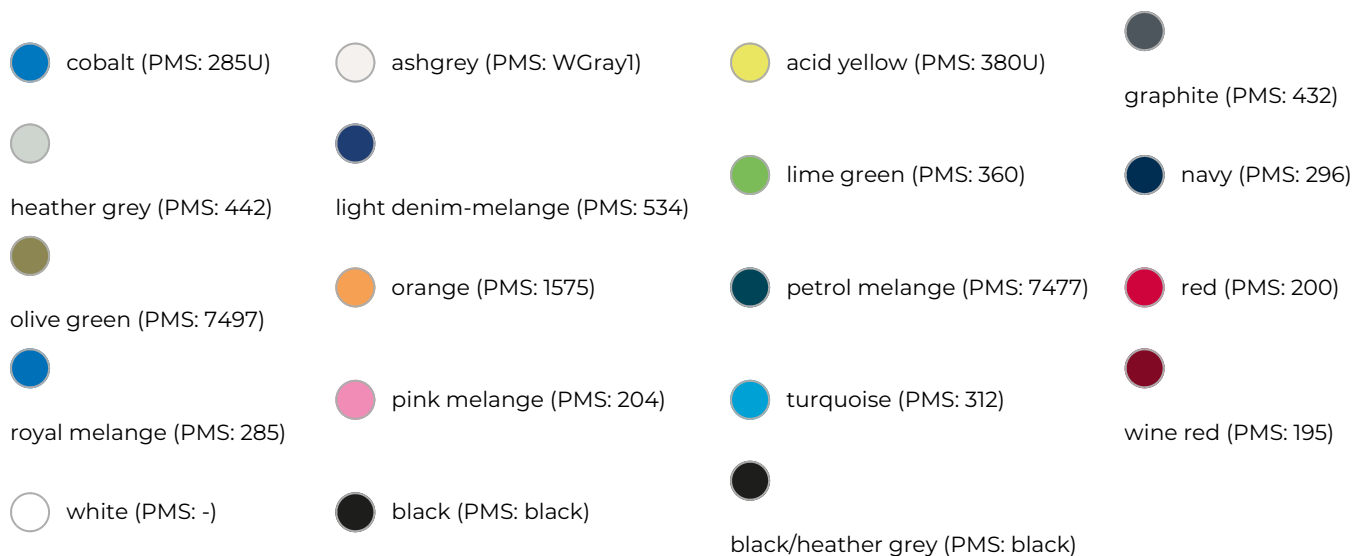 cobalt (PMS: 285U)
ashgrey (PMS: WGray1)
acid yellow (PMS: 380U)
graphite (PMS: 432)
heather grey (PMS: 442)
light denim-melange (PMS: 534)
lime green (PMS: 360)
navy (PMS: 296)
olive green (PMS: 7497)
orange (PMS: 1575)
petrol melange (PMS: 7477)
red (PMS: 200)
royal melange (PMS: 285)
pink melange (PMS: 204)
turquoise (PMS: 312)
wine red (PMS: 195)
white (PMS: -)
black (PMS: black)
black/heather grey (PMS: black)